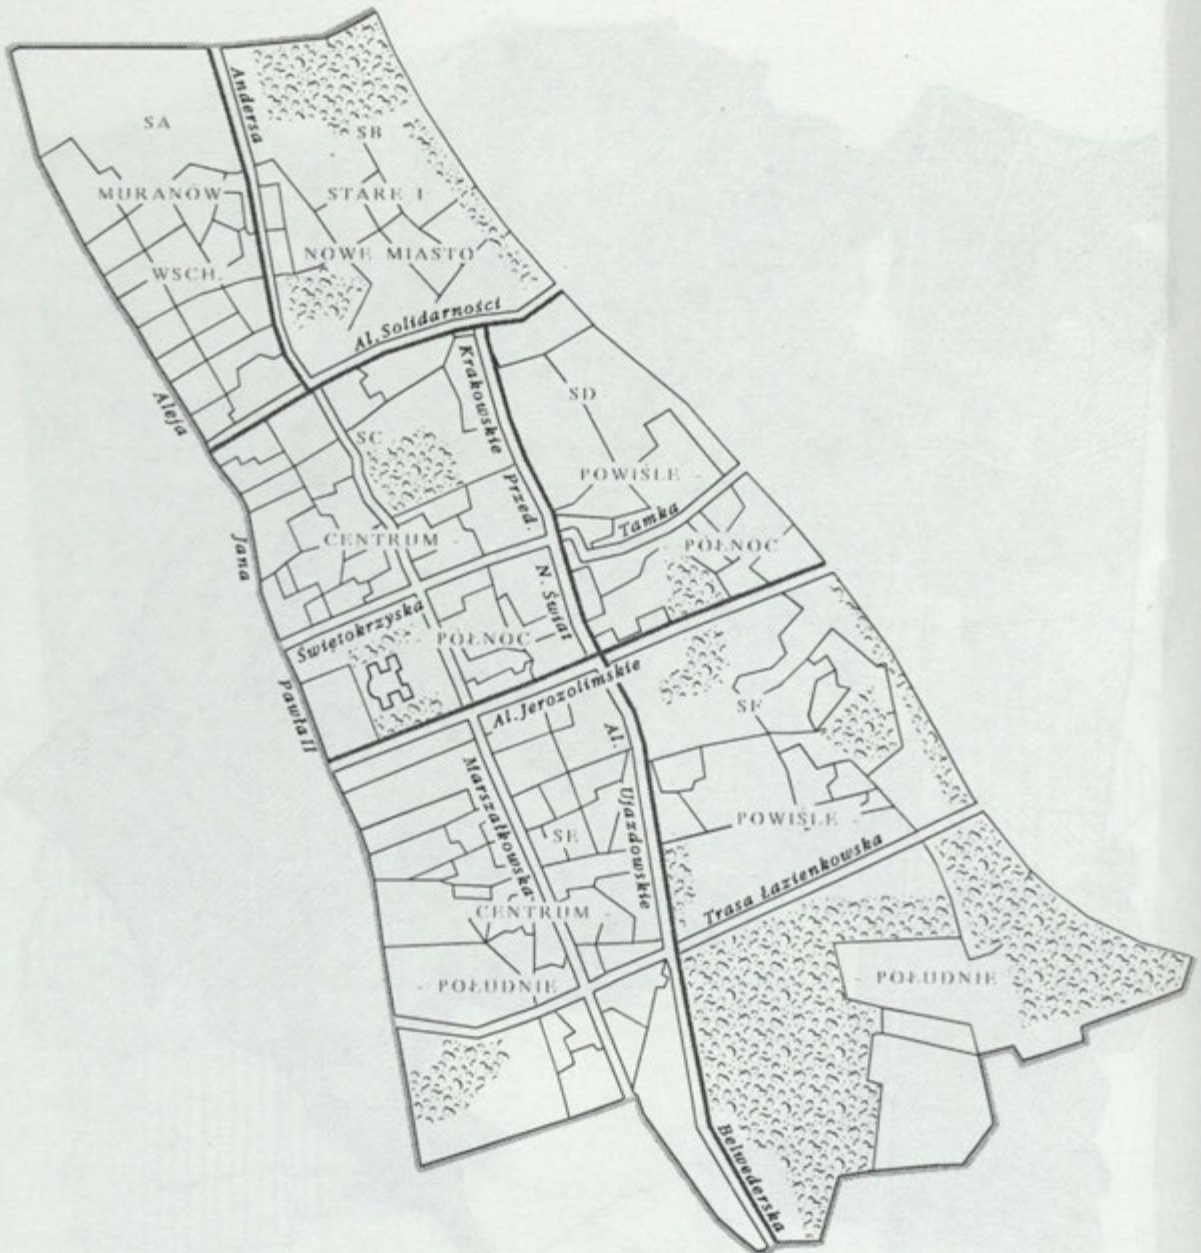 SA
MURANÓW
WSCH.
Andersa
SB
STARE I
NOWE MIASTO
Al. Solidarności
Aleja
Jana
Pawła II
SC
CENTRUM -
- PÓŁNOC
Krakowskie
Przed.
N. Świat
Świętokrzyska
SD
POWIŚLE -
- PÓŁNOC
Tamka
Al. Jerozolimskie
Marszałkowska
SE
CENTRUM -
- POŁUDNIE
Al.
Ujazdowskie
SF
POWIŚLE -
- POŁUDNIE
Trasa Łazienkowska
Belwederska